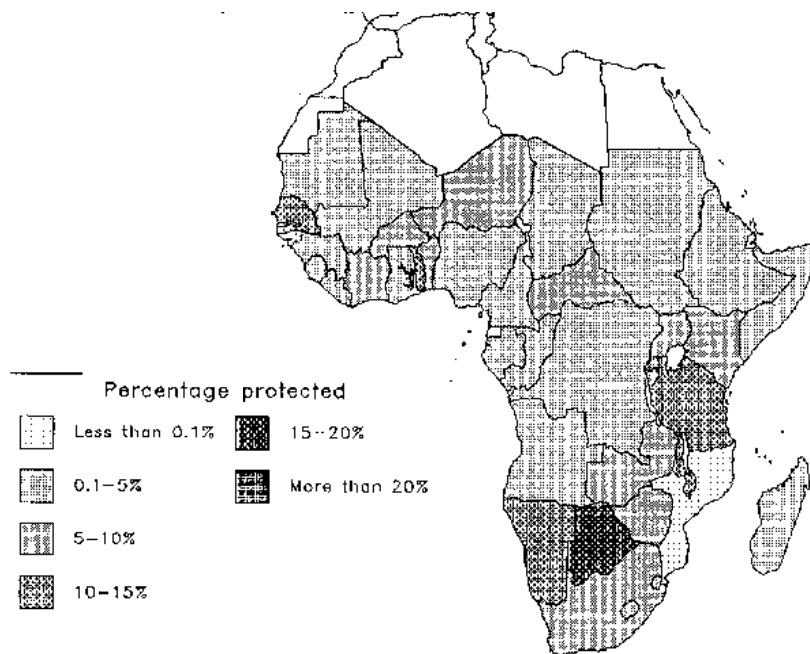 Percentage protected
Less than 0.1%
0.1-5%
5-10%
10-15%
15-20%
More than 20%